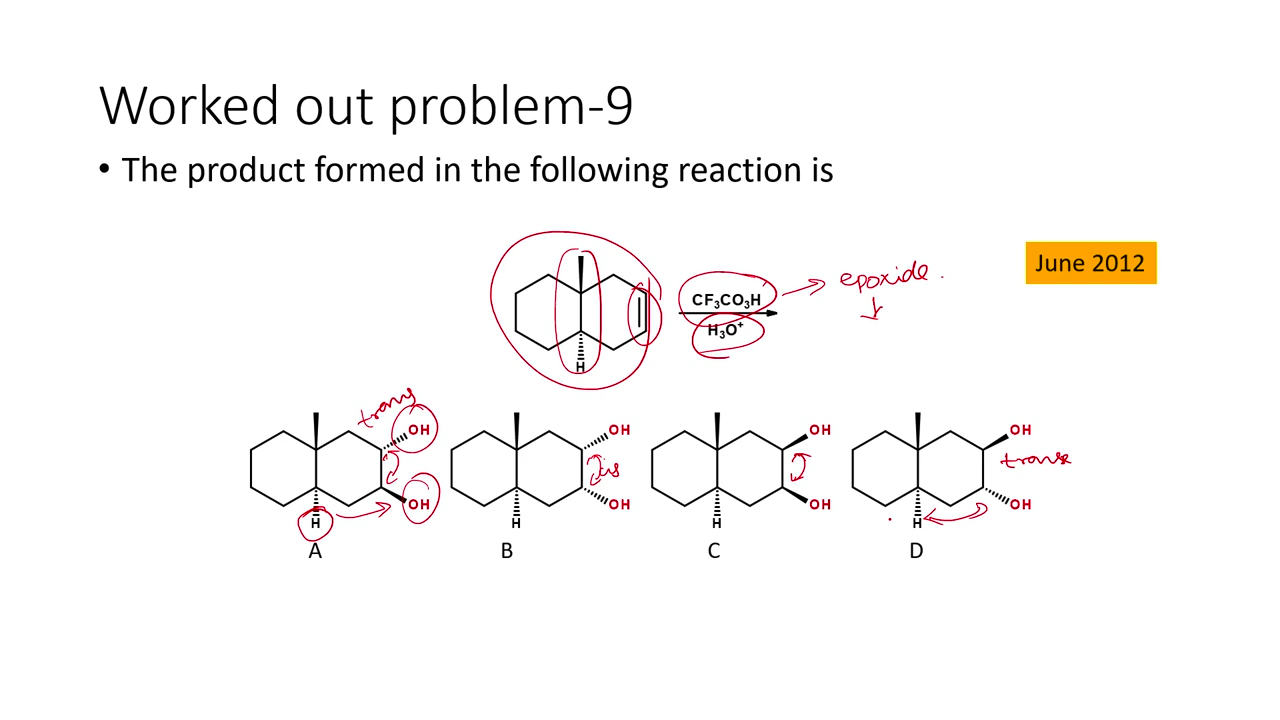 Worked out problem-9
• The product formed in the following reaction is
June 2012
CF₃CO₃H
H₃O⁺
epoxide.
H
trans
OH
OH
H
A
OH
cis
OH
H
B
OH
OH
H
C
OH
trans
OH
H
D